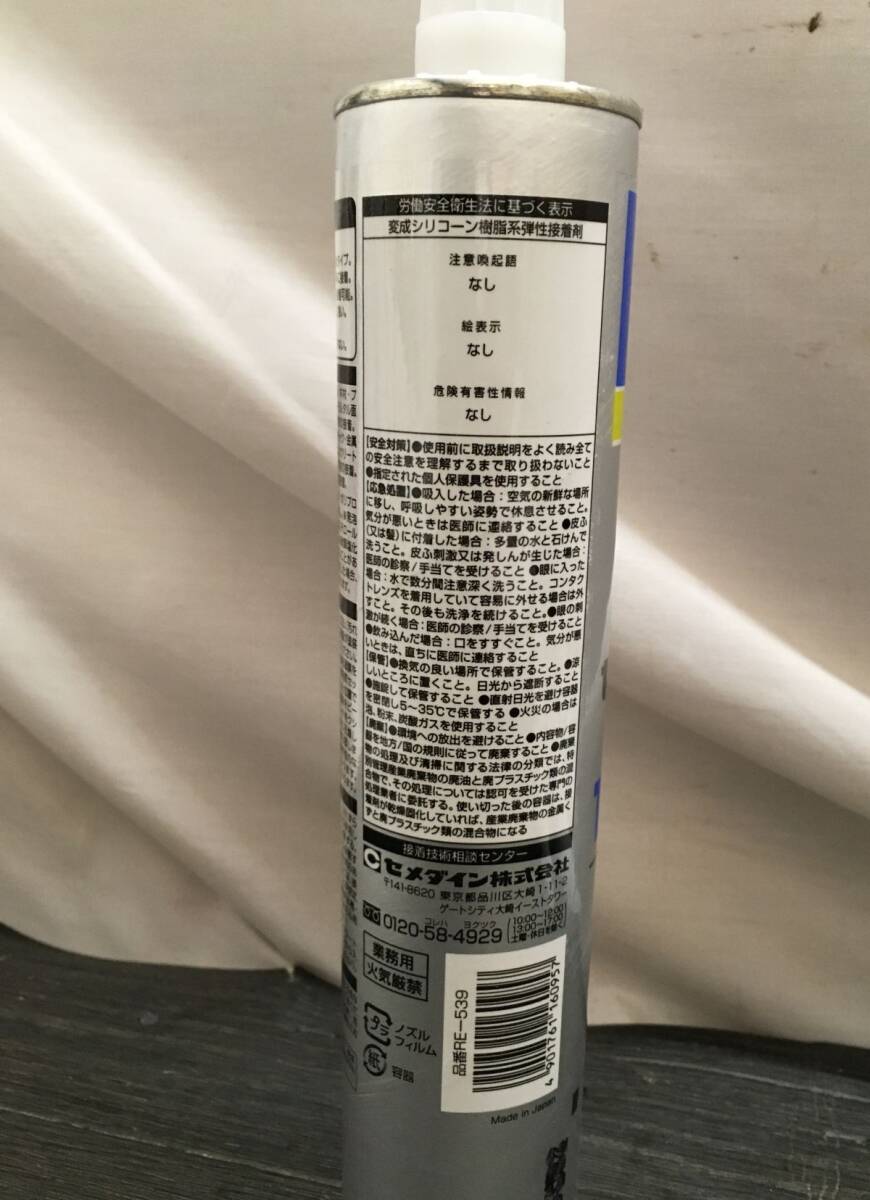 労働安全衛生法に基づく表示
変成シリコーン樹脂系弾性接着剤
注意喚起語
なし
絵表示
なし
危険有害性情報
なし
【安全対策】●使用前に取扱説明をよく読み全て
の安全注意を理解するまで取り扱わないこと
●指定された個人保護具を使用すること
【応急処置】●吸入した場合：空気の新鮮な場所
に移し、呼吸しやすい姿勢で休息させること。
気分が悪いときは医師に連絡すること ●皮ふ
（又は髪）に付着した場合：多量の水と石けんで
洗うこと。皮ふ刺激又は発しんが生じた場合：
医師の診察/手当てを受けること ●眼に入った
場合：水で数分間注意深く洗うこと。コンタク
トレンズを着用していて容易に外せる場合は外
すこと。その後も洗浄を続けること。●眼の刺
激が続く場合：医師の診察/手当てを受けること
●飲み込んだ場合：口をすすぐこと。気分が悪
いときは、直ちに医師に連絡すること
【保管】●換気の良い場所で保管すること。●涼
しいところに置くこと。日光から遮断すること
●施錠して保管すること ●直射日光を避け容器
を密閉し5〜35℃で保管する ●火災の場合は
泡、粉末、炭酸ガスを使用すること
【廃棄】●環境への放出を避けること ●内容物/容
器を地方/国の規則に従って廃棄すること ●廃棄
物の処理及び清掃に関する法律の分類では、特
別管理産業廃棄物の廃油と廃プラスチック類の混
合物で、その処理については認可を受けた専門の
処理業者に委託する。使い切った後の容器は、接
着剤が乾燥固化していれば、産業廃棄物の金属く
ずと廃プラスチック類の混合物になる
接着技術相談センター
セメダイン株式会社
〒141-8620 東京都品川区大崎1-11-2
ゲートシティ大崎イーストタワー
コレハ ヨクツク
0120-58-4929
10:00〜12:00
13:00〜17:00
土曜・休日を除く
業務用
火気厳禁
プラ
ノズル
フィルム
紙
容器
品番RE-539
4 901761 160957
Made in Japan